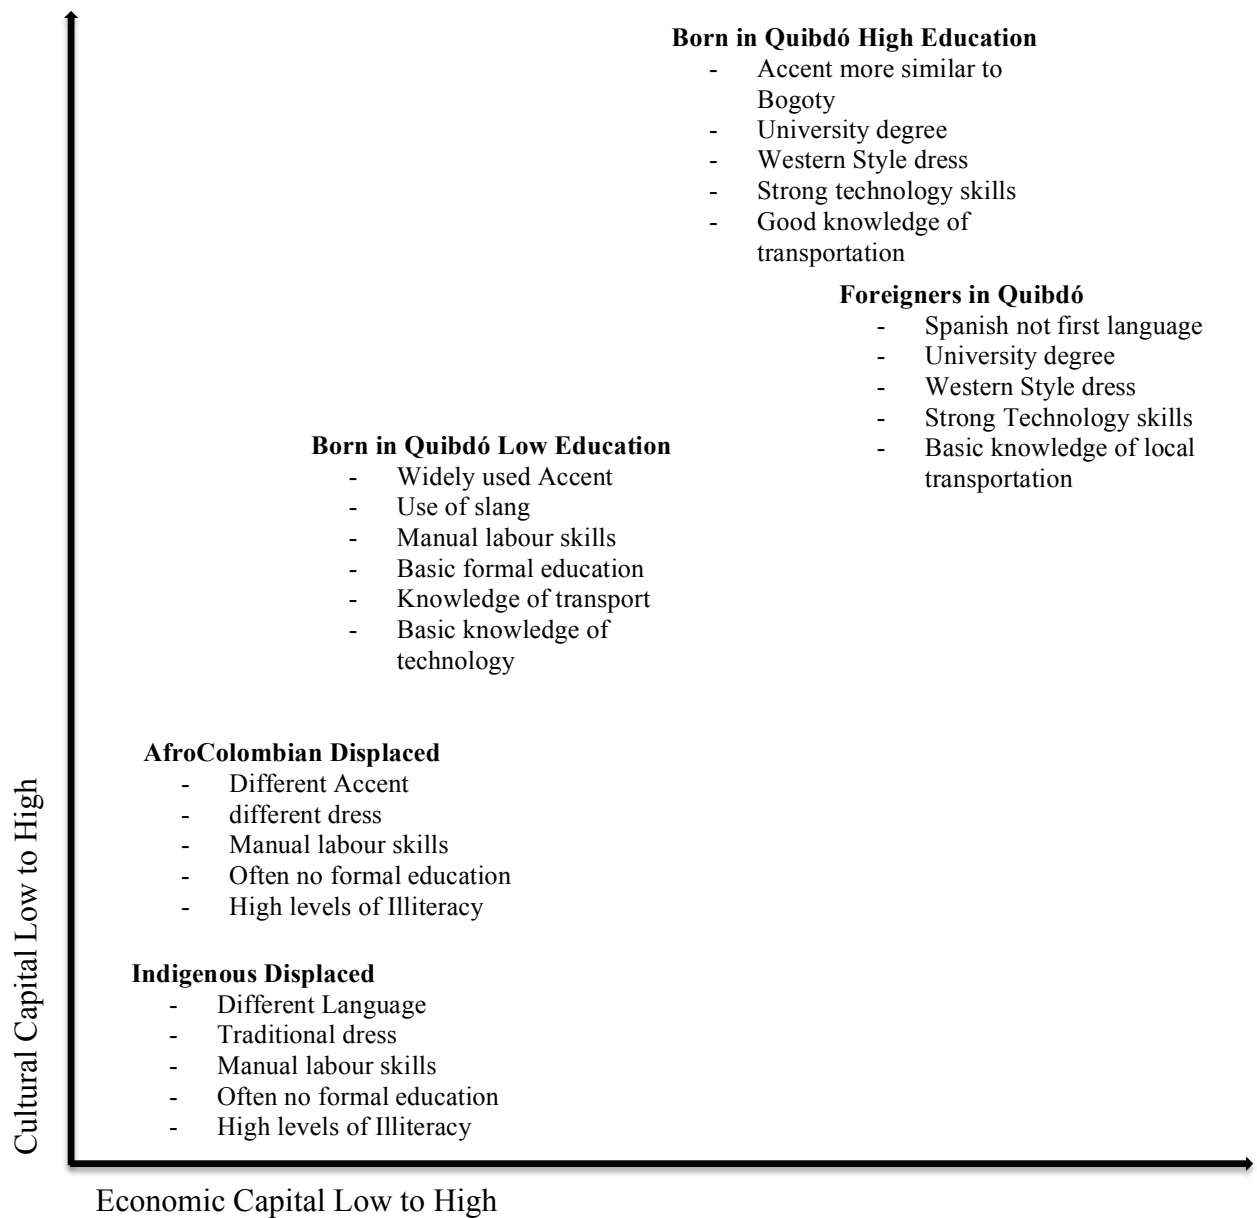 Born in Quibdó High Education
- Accent more similar to
Bogoty
- University degree
- Western Style dress
- Strong technology skills
- Good knowledge of
transportation
Foreigners in Quibdó
- Spanish not first language
- University degree
- Western Style dress
- Strong Technology skills
- Basic knowledge of local
transportation
Born in Quibdó Low Education
- Widely used Accent
- Use of slang
- Manual labour skills
- Basic formal education
- Knowledge of transport
- Basic knowledge of
technology
AfroColombian Displaced
- Different Accent
- different dress
- Manual labour skills
- Often no formal education
- High levels of Illiteracy
Indigenous Displaced
- Different Language
- Traditional dress
- Manual labour skills
- Often no formal education
- High levels of Illiteracy
Cultural Capital Low to High
Economic Capital Low to High